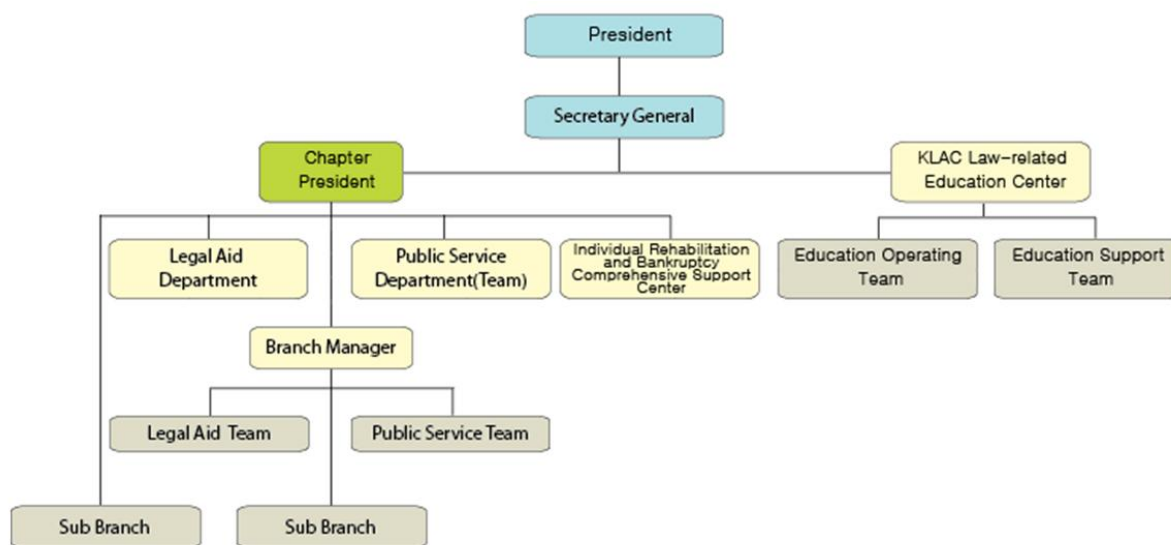 President
Secretary General
Chapter
President
KLAC Law-related
Education Center
Legal Aid
Department
Public Service
Department(Team)
Individual Rehabilitation
and Bankruptcy
Comprehensive Support
Center
Education Operating
Team
Education Support
Team
Branch Manager
Legal Aid Team
Public Service Team
Sub Branch
Sub Branch